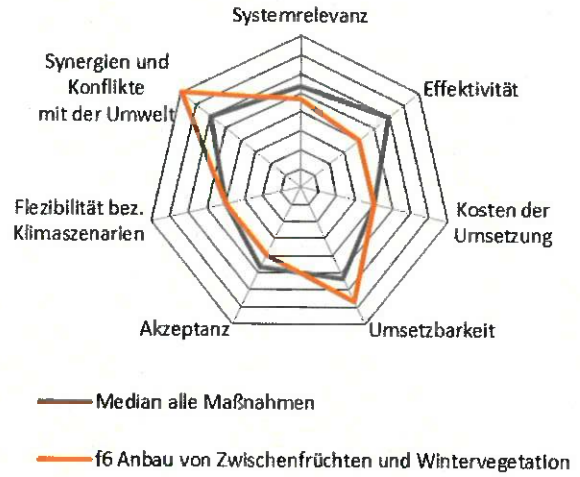 Systemrelevanz
Synergien und
Konflikte
mit der Umwelt
Effektivität
Flezibilität bez.
Klimaszenarien
Kosten der
Umsetzung
Akzeptanz
Umsetzbarkeit
Median alle Maßnahmen
f6 Anbau von Zwischenfrüchten und Wintervegetation